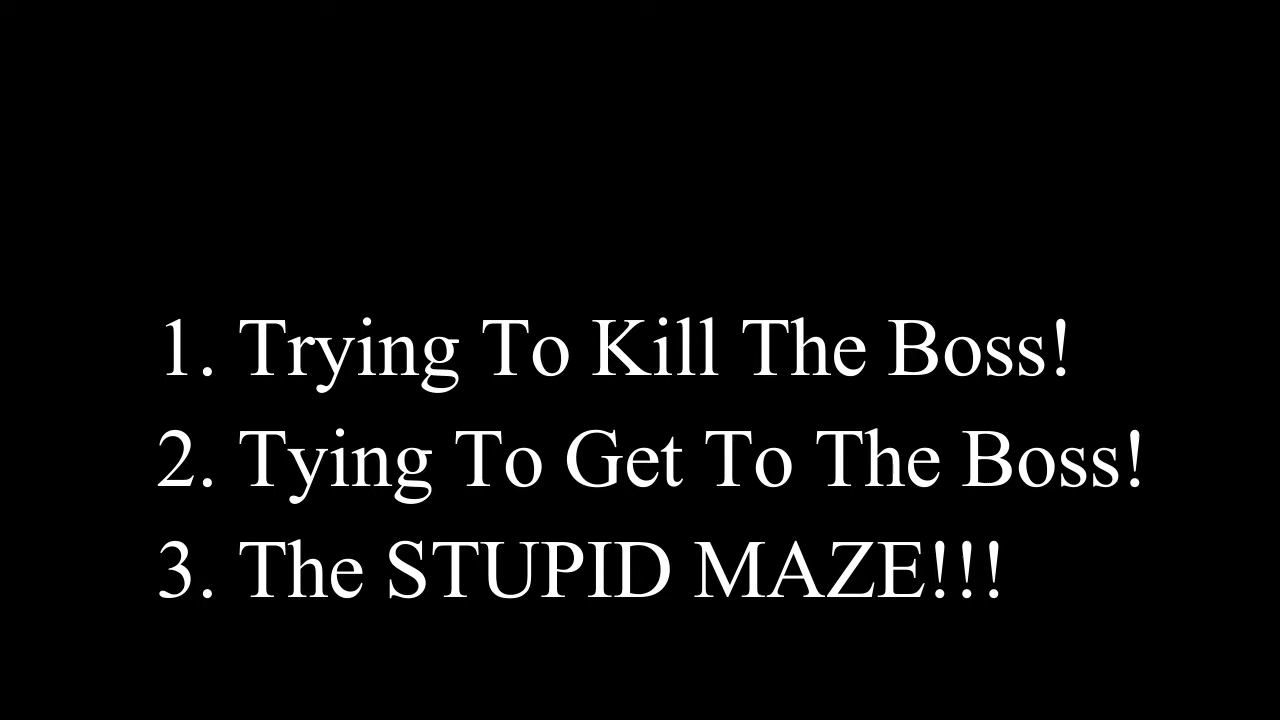 1. Trying To Kill The Boss!
2. Tying To Get To The Boss!
3. The STUPID MAZE!!!